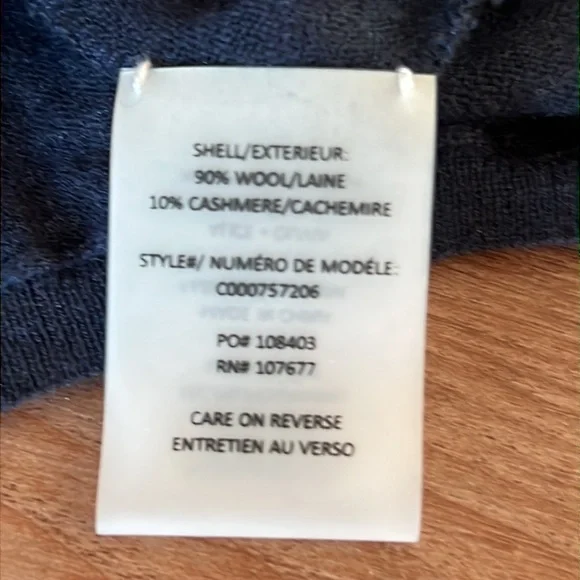 SHELL/EXTERIEUR:
90% WOOL/LAINE
10% CASHMERE/CACHEMIRE
STYLE#/ NUMÉRO DE MODÉLE:
C000757206
PO# 108403
RN# 107677
CARE ON REVERSE
ENTRETIEN AU VERSO